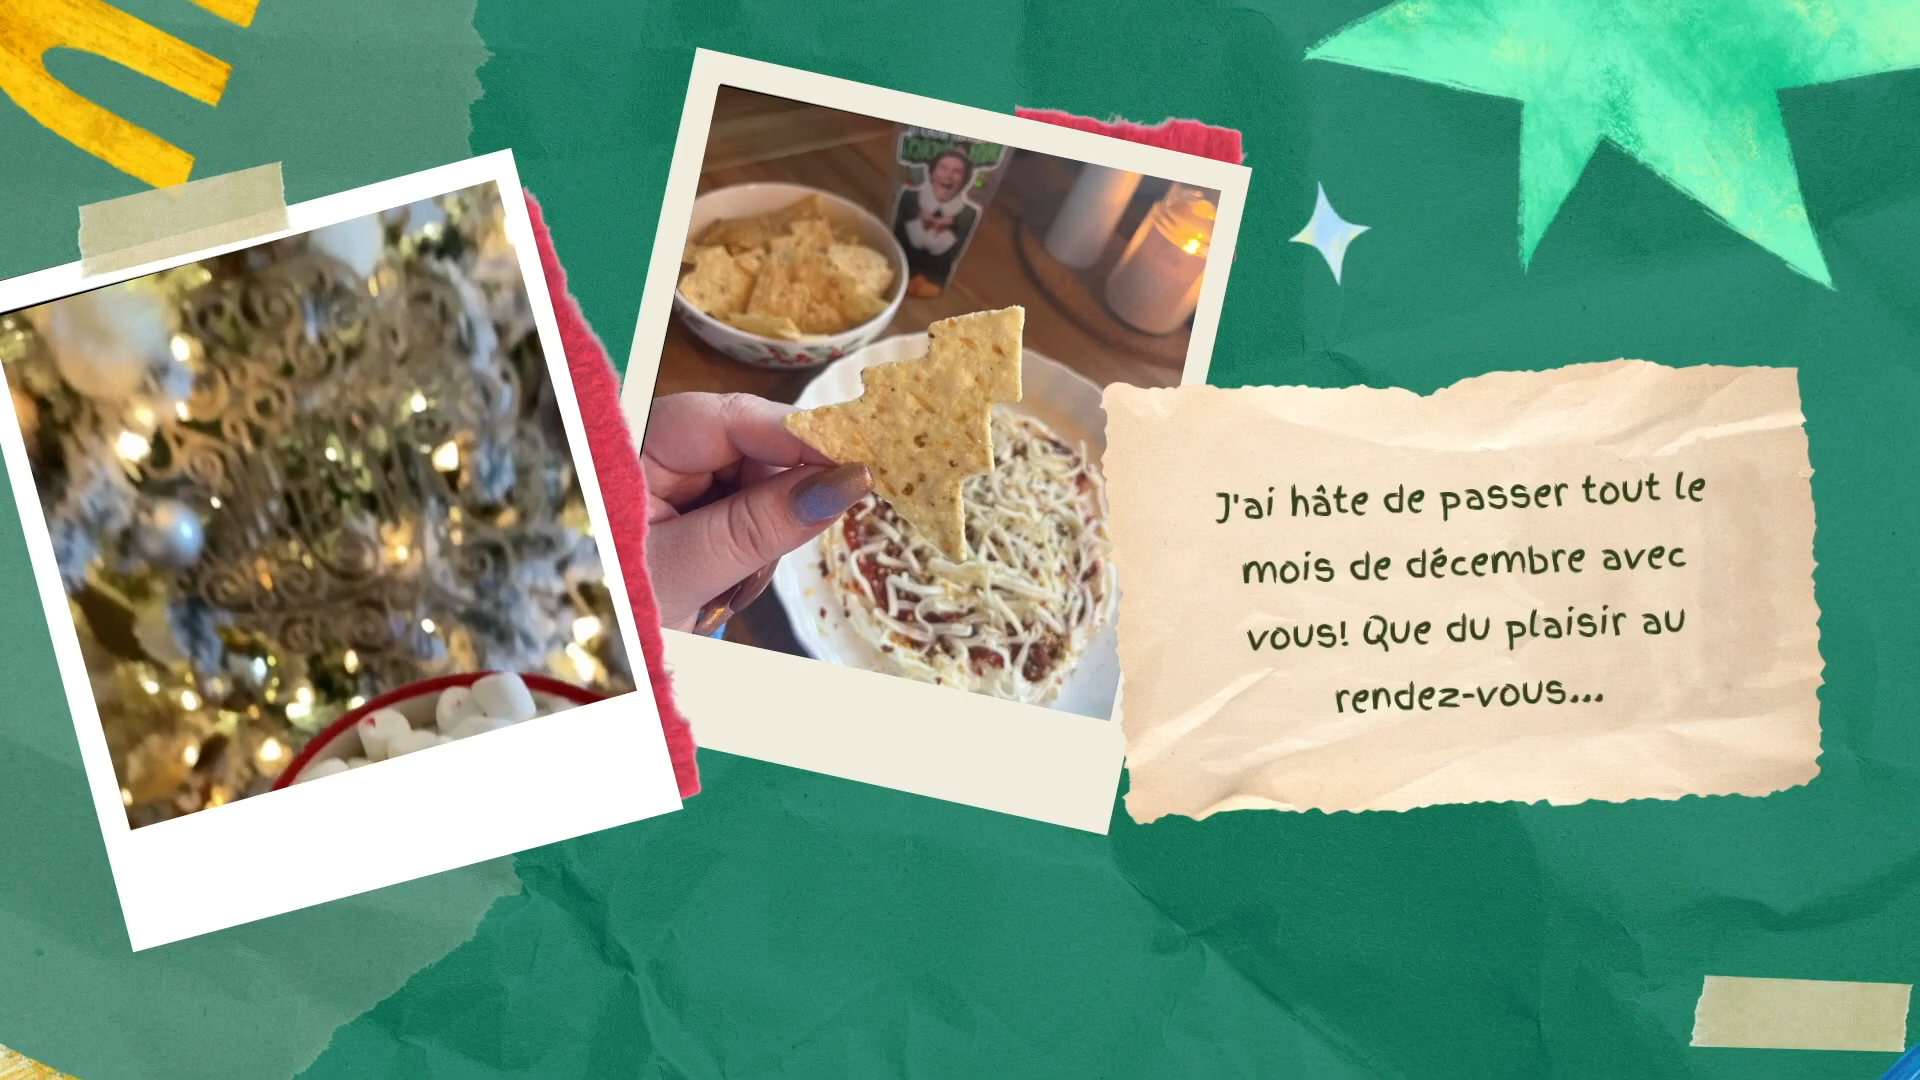 J'ai hâte de passer tout le
mois de décembre avec
vous! Que du plaisir au
rendez-vous...